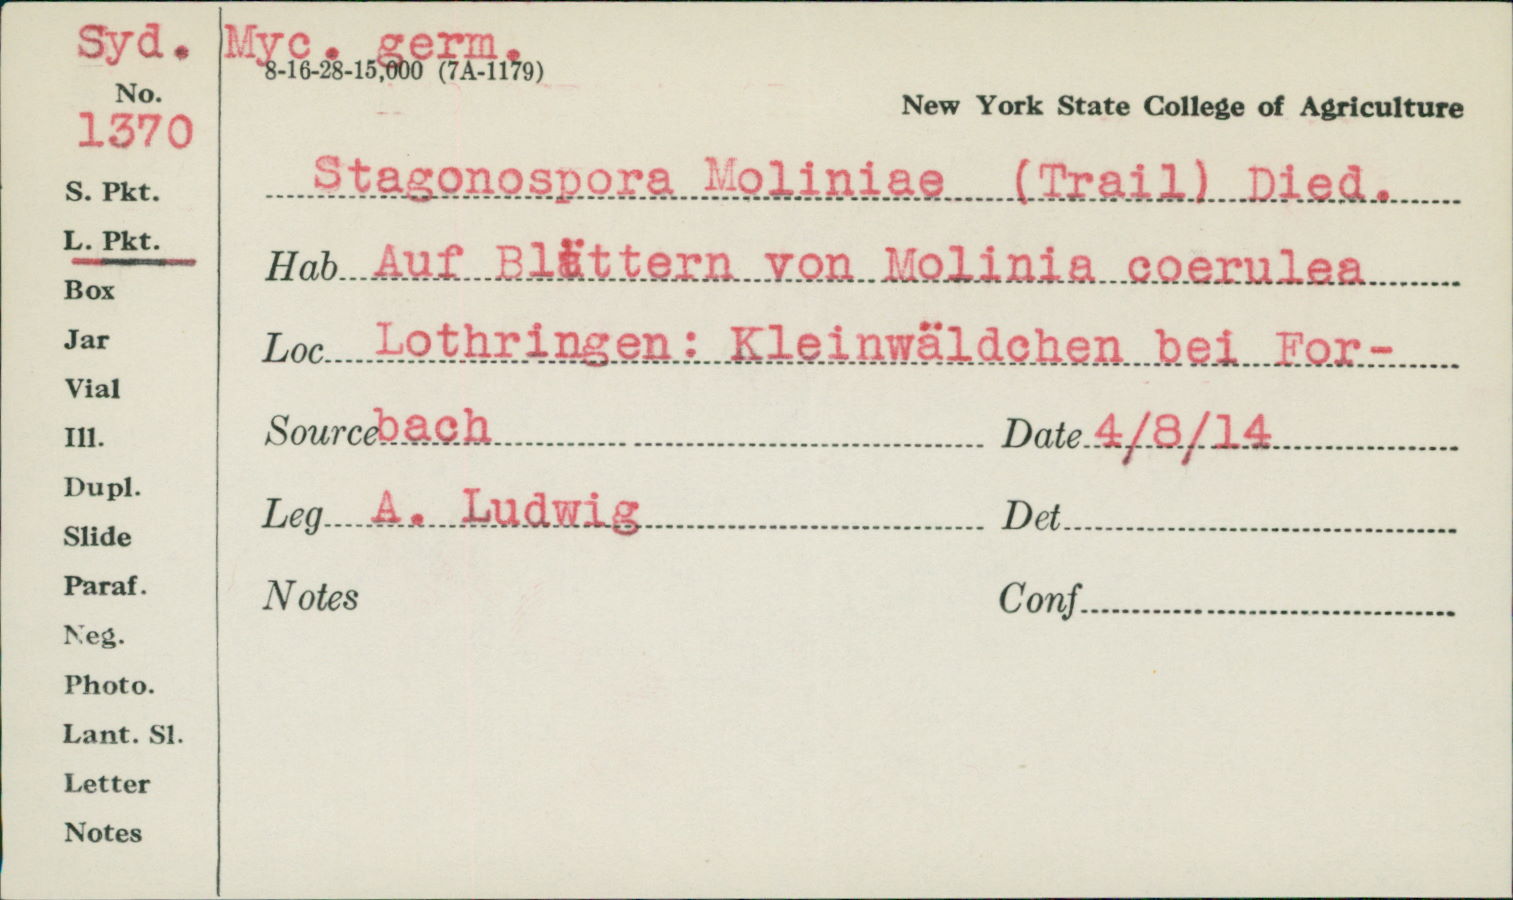 Syd. Myc. germ.
8-16-28-15,000 (7A-1179)
No.
1370
New York State College of Agriculture
Stagonospora Moliniae (Trail) Died.
S. Pkt.
L. Pkt.
Hab Auf Blättern von Molinia coerulea
Box
Jar
Loc Lothringen: Kleinwäldchen bei For-
Vial
Ill.
Source bach Date 4/8/14
Dupl.
Leg A. Ludwig Det
Slide
Paraf.
Notes Conf
Neg.
Photo.
Lant. Sl.
Letter
Notes